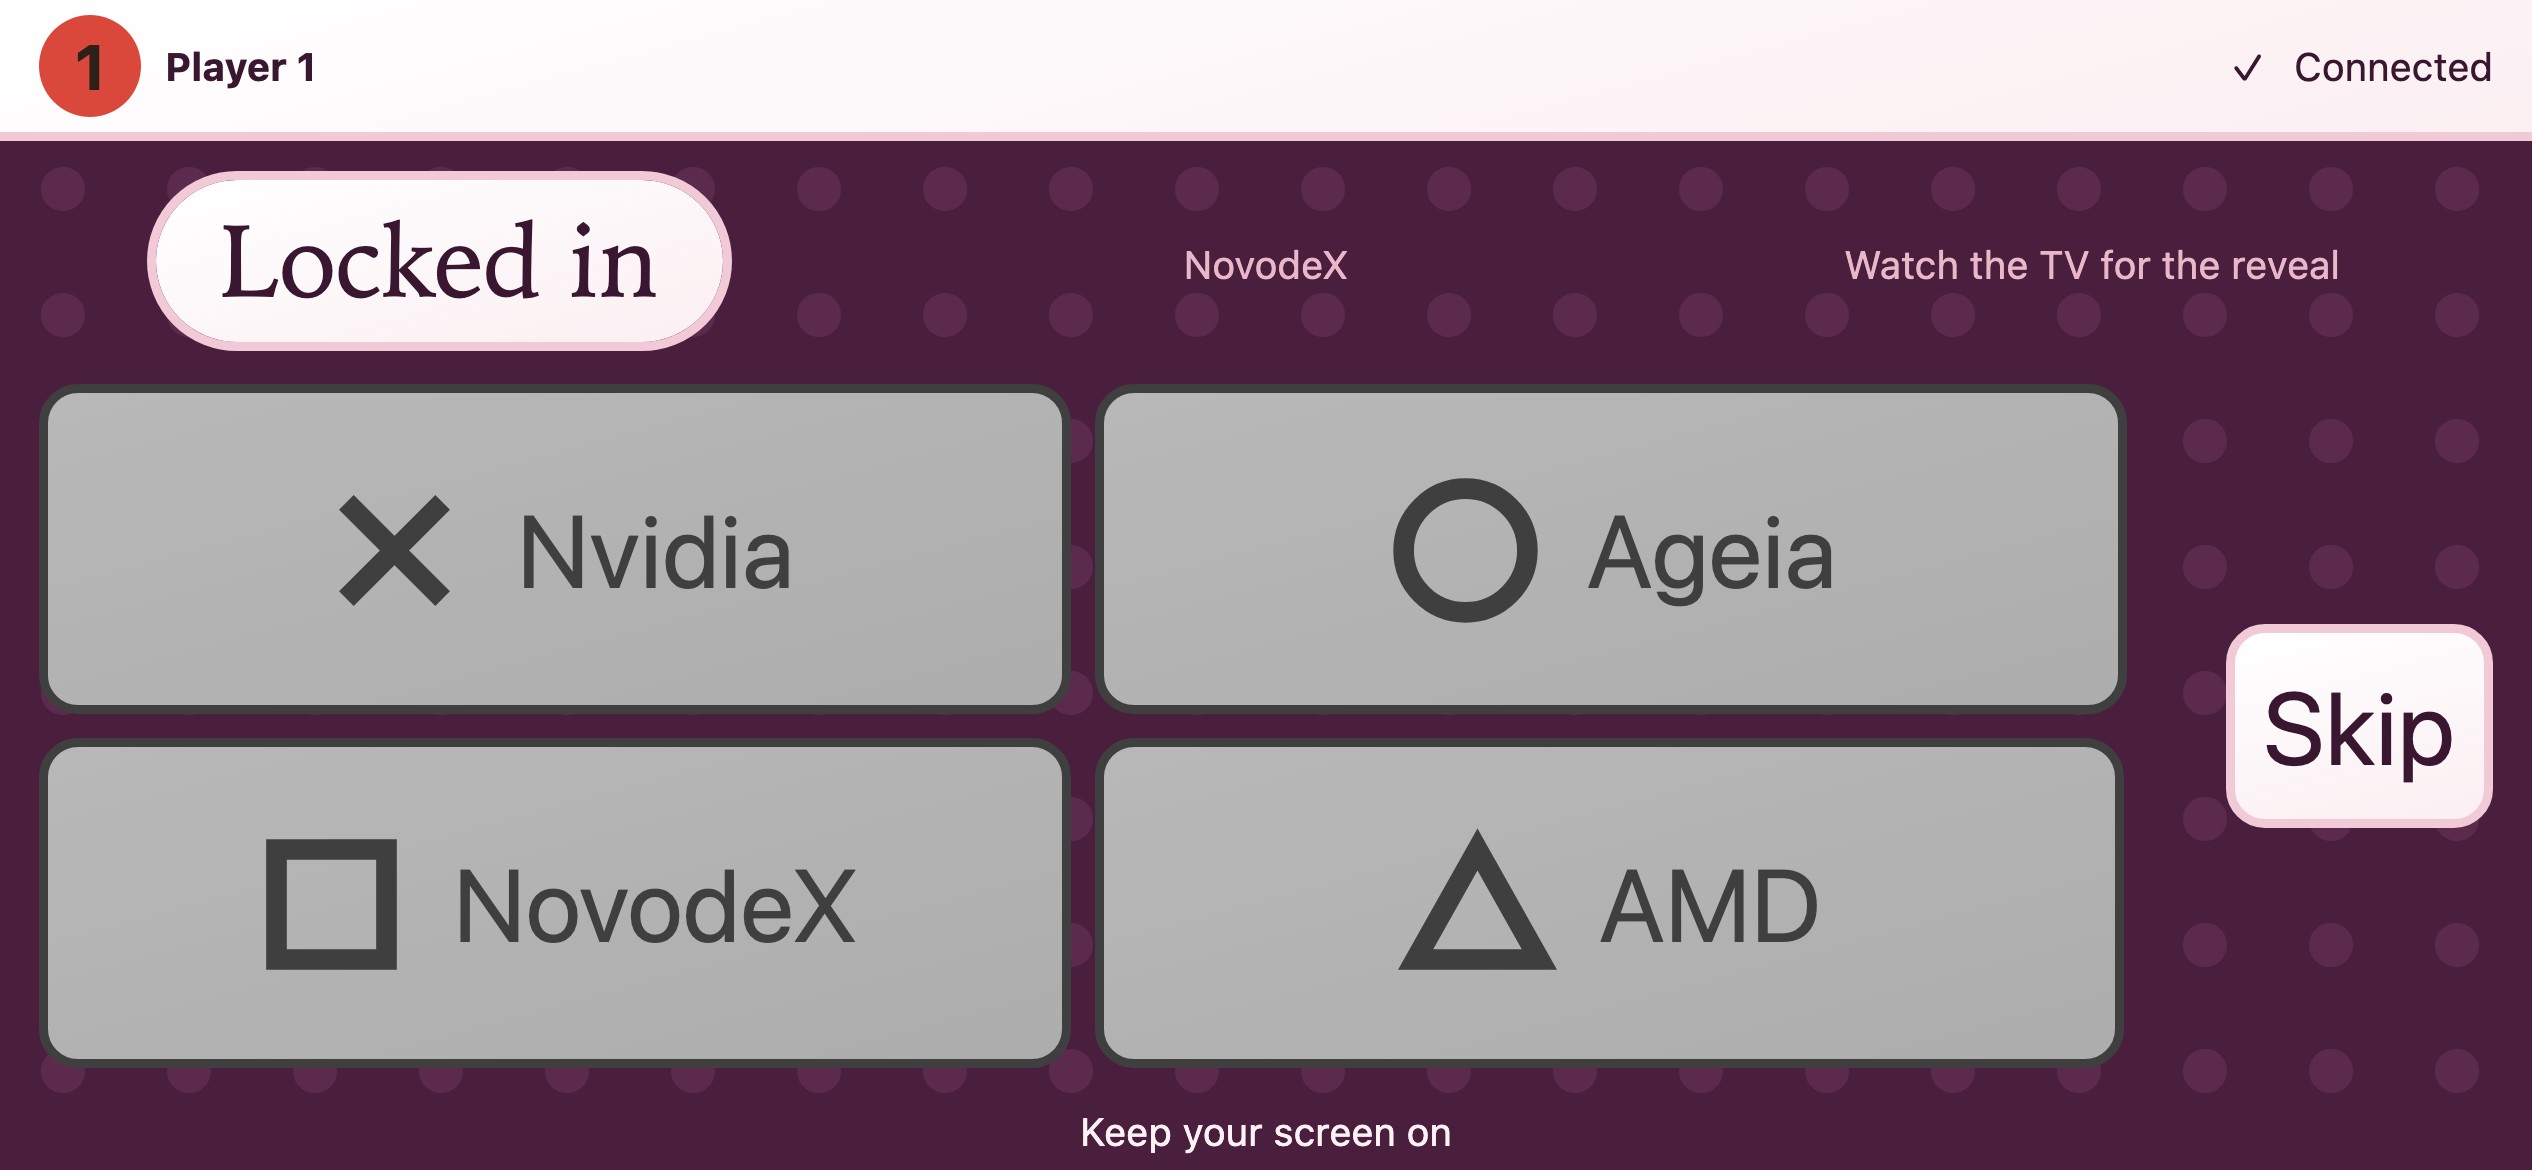 1 Player 1 ✓ Connected
Locked in NovodeX Watch the TV for the reveal
Nvidia Ageia
NovodeX AMD
Skip
Keep your screen on